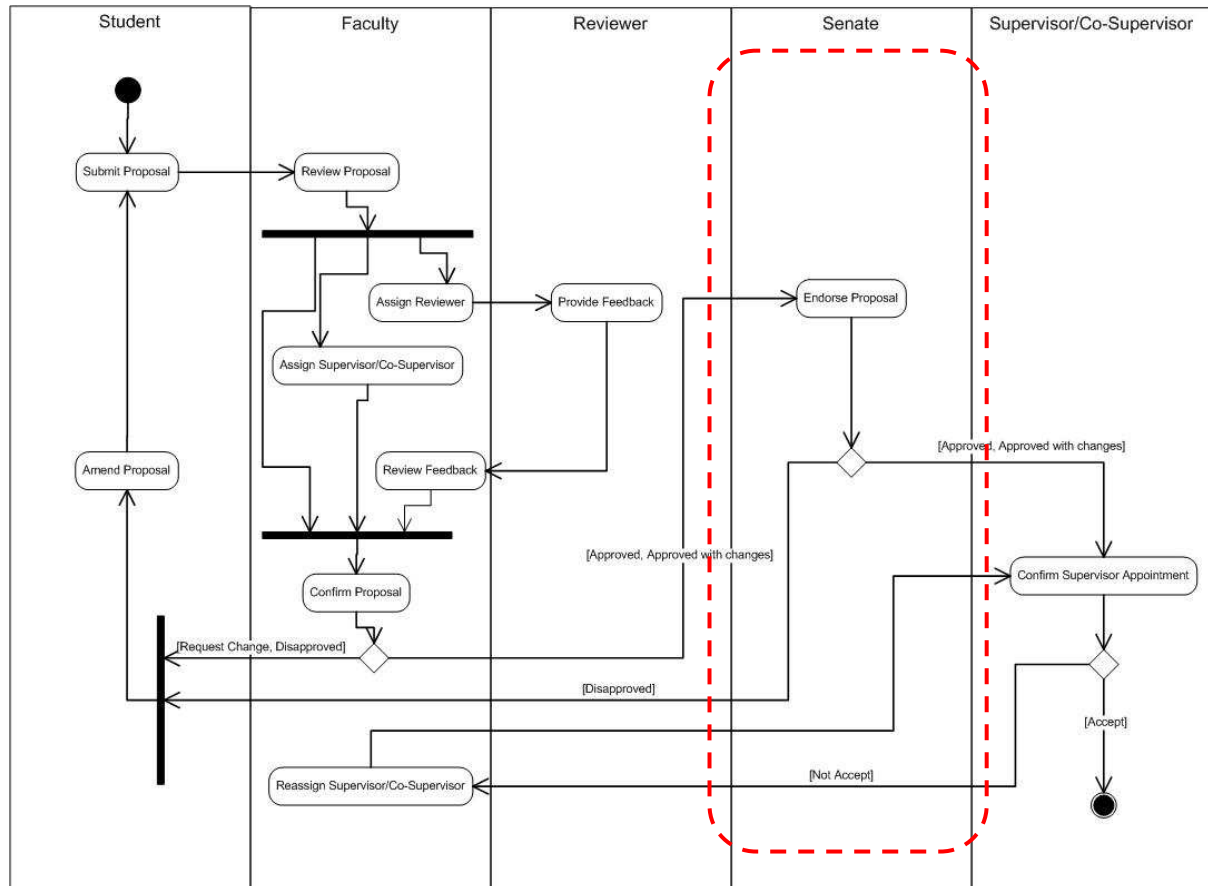 Student
Faculty
Reviewer
Senate
Supervisor/Co-Supervisor
Submit Proposal
Review Proposal
Assign Reviewer
Provide Feedback
Endorse Proposal
Assign Supervisor/Co-Supervisor
[Approved, Approved with changes]
Amend Proposal
Review Feedback
[Approved, Approved with changes]
Confirm Supervisor Appointment
Confirm Proposal
[Request Change, Disapproved]
[Disapproved]
[Accept]
[Not Accept]
Reassign Supervisor/Co-Supervisor